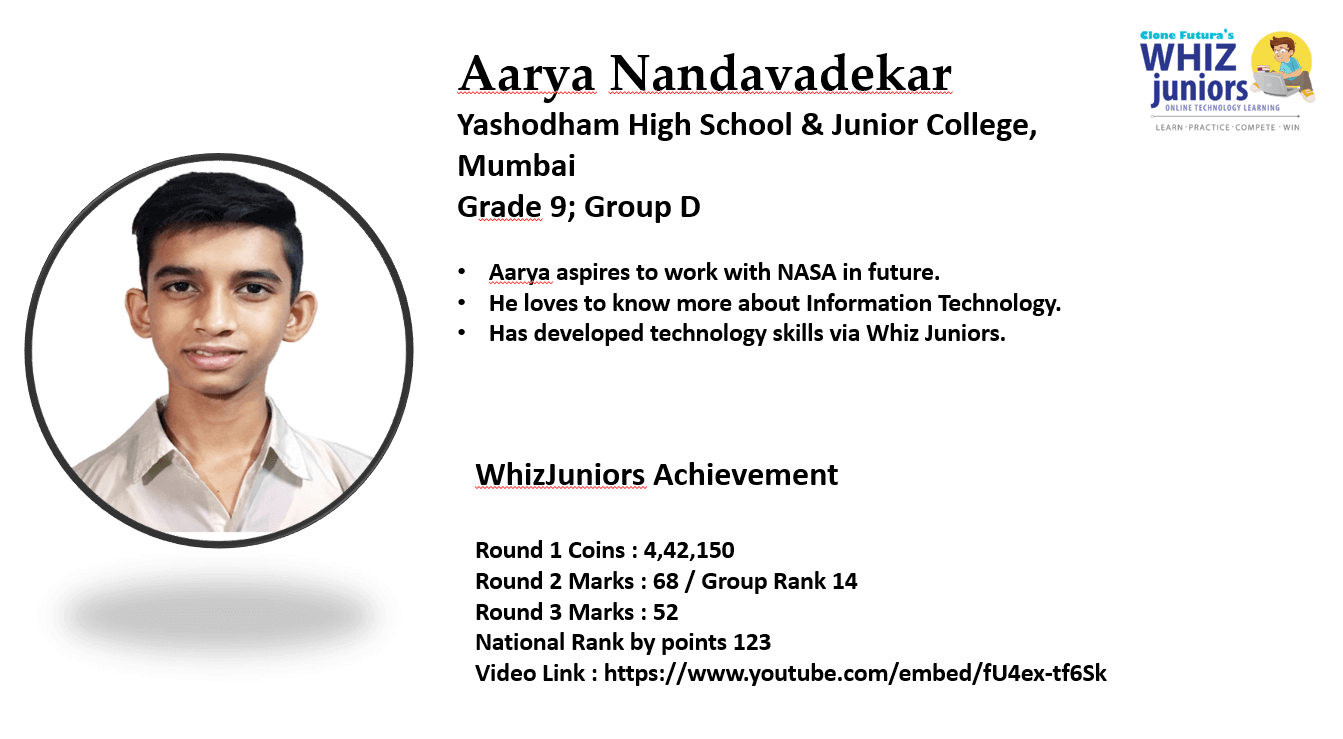 Aarya Nandavadekar
Yashodham High School & Junior College,
Mumbai
Grade 9; Group D
• Aarya aspires to work with NASA in future.
• He loves to know more about Information Technology.
• Has developed technology skills via Whiz Juniors.
WhizJuniors Achievement
Round 1 Coins : 4,42,150
Round 2 Marks : 68 / Group Rank 14
Round 3 Marks : 52
National Rank by points 123
Video Link : https://www.youtube.com/embed/fU4ex-tf6Sk
Clone Futura's
WHIZ
juniors
ONLINE TECHNOLOGY LEARNING
LEARN · PRACTICE · COMPETE · WIN